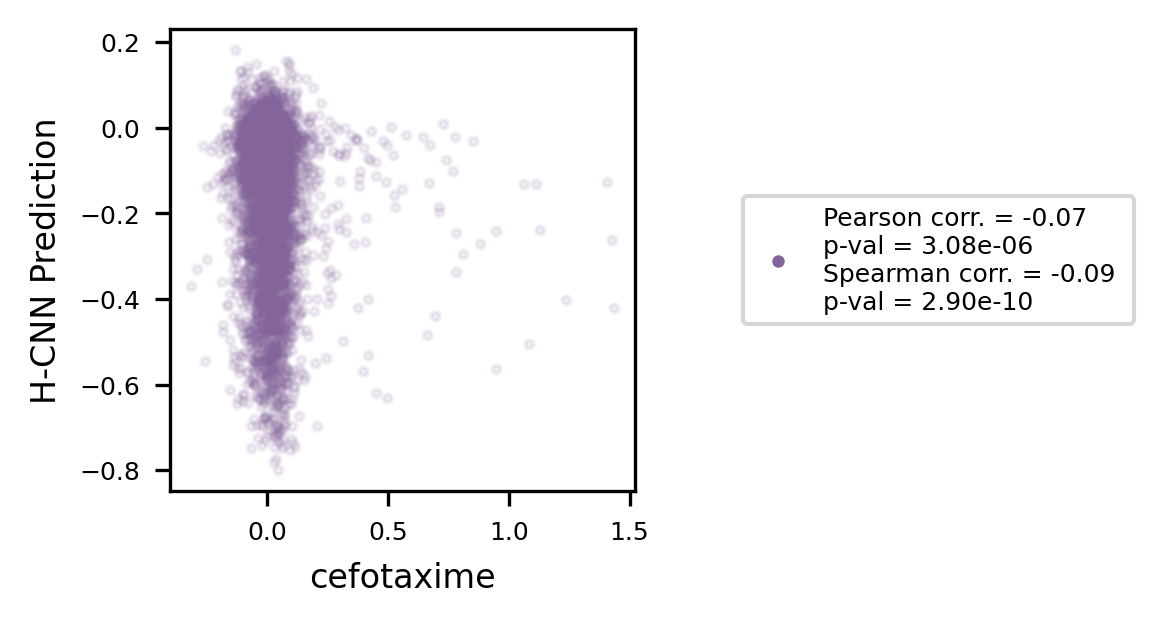 0.2
0.0
−0.2
−0.4
−0.6
−0.8
H-CNN Prediction
0.0 0.5 1.0 1.5
cefotaxime
Pearson corr. = -0.07
p-val = 3.08e-06
Spearman corr. = -0.09
p-val = 2.90e-10